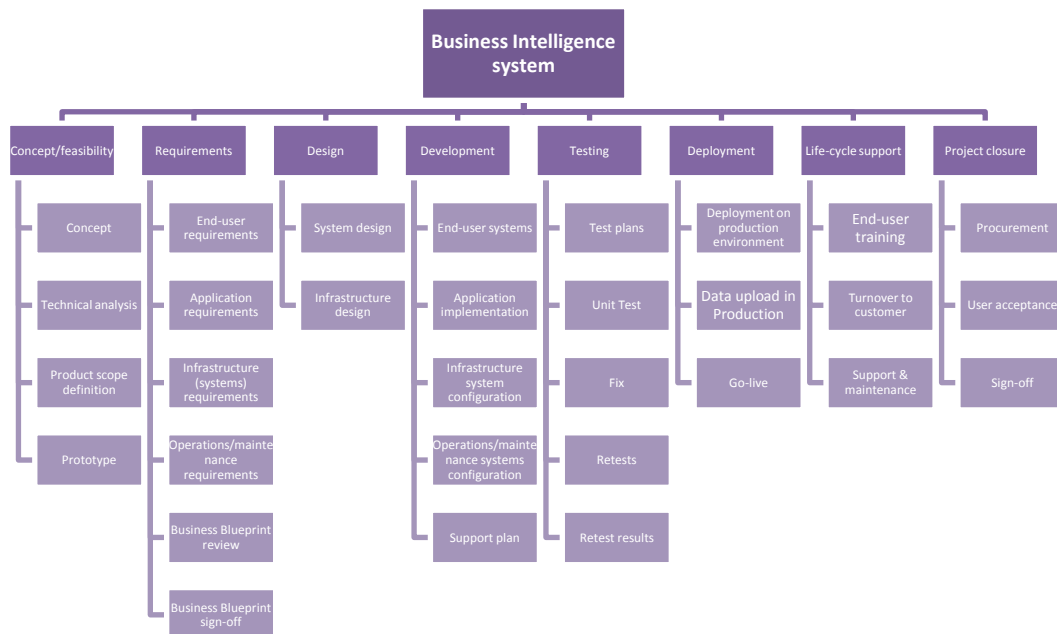 Business Intelligence
system
Concept/feasibility
Requirements
Design
Development
Testing
Deployment
Life-cycle support
Project closure
Concept
Technical analysis
Product scope
definition
Prototype
End-user
requirements
Application
requirements
Infrastructure
(systems)
requirements
Operations/mainte
nance
requirements
Business Blueprint
review
Business Blueprint
sign-off
System design
Infrastructure
design
End-user systems
Application
implementation
Infrastructure
system
configuration
Operations/mainte
nance systems
configuration
Support plan
Test plans
Unit Test
Fix
Retests
Retest results
Deployment on
production
environment
Data upload in
Production
Go-live
End-user
training
Turnover to
customer
Support &
maintenance
Procurement
User acceptance
Sign-off